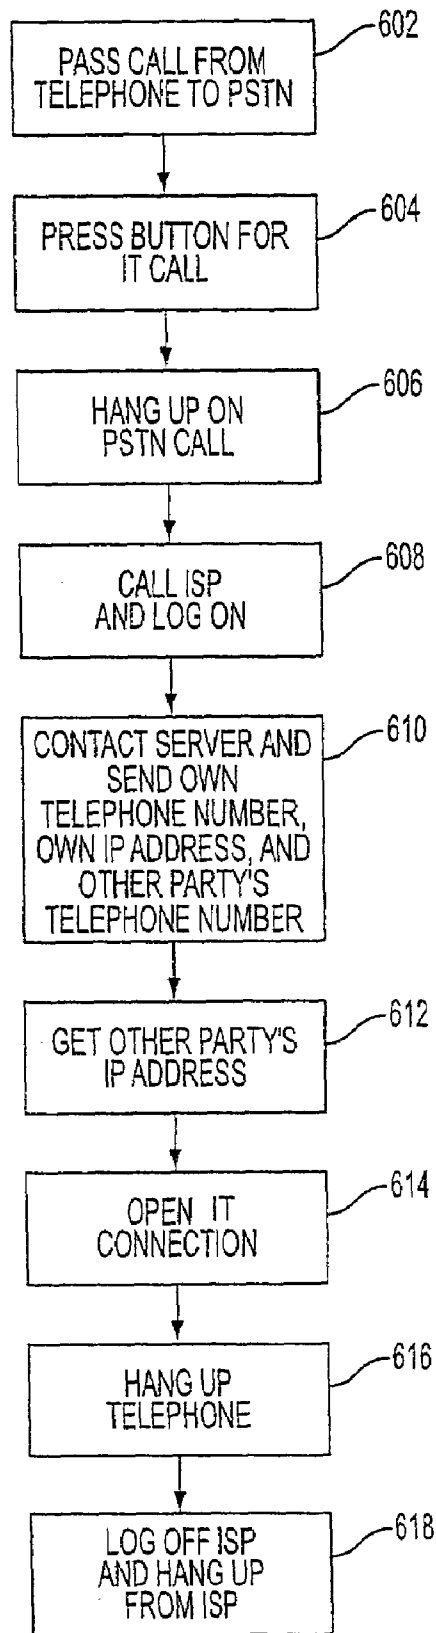 602
PASS CALL FROM
TELEPHONE TO PSTN
604
PRESS BUTTON FOR
IT CALL
606
HANG UP ON
PSTN CALL
608
CALL ISP
AND LOG ON
610
CONTACT SERVER AND
SEND OWN
TELEPHONE NUMBER,
OWN IP ADDRESS, AND
OTHER PARTY'S
TELEPHONE NUMBER
612
GET OTHER PARTY'S
IP ADDRESS
614
OPEN IT
CONNECTION
616
HANG UP
TELEPHONE
618
LOG OFF ISP
AND HANG UP
FROM ISP